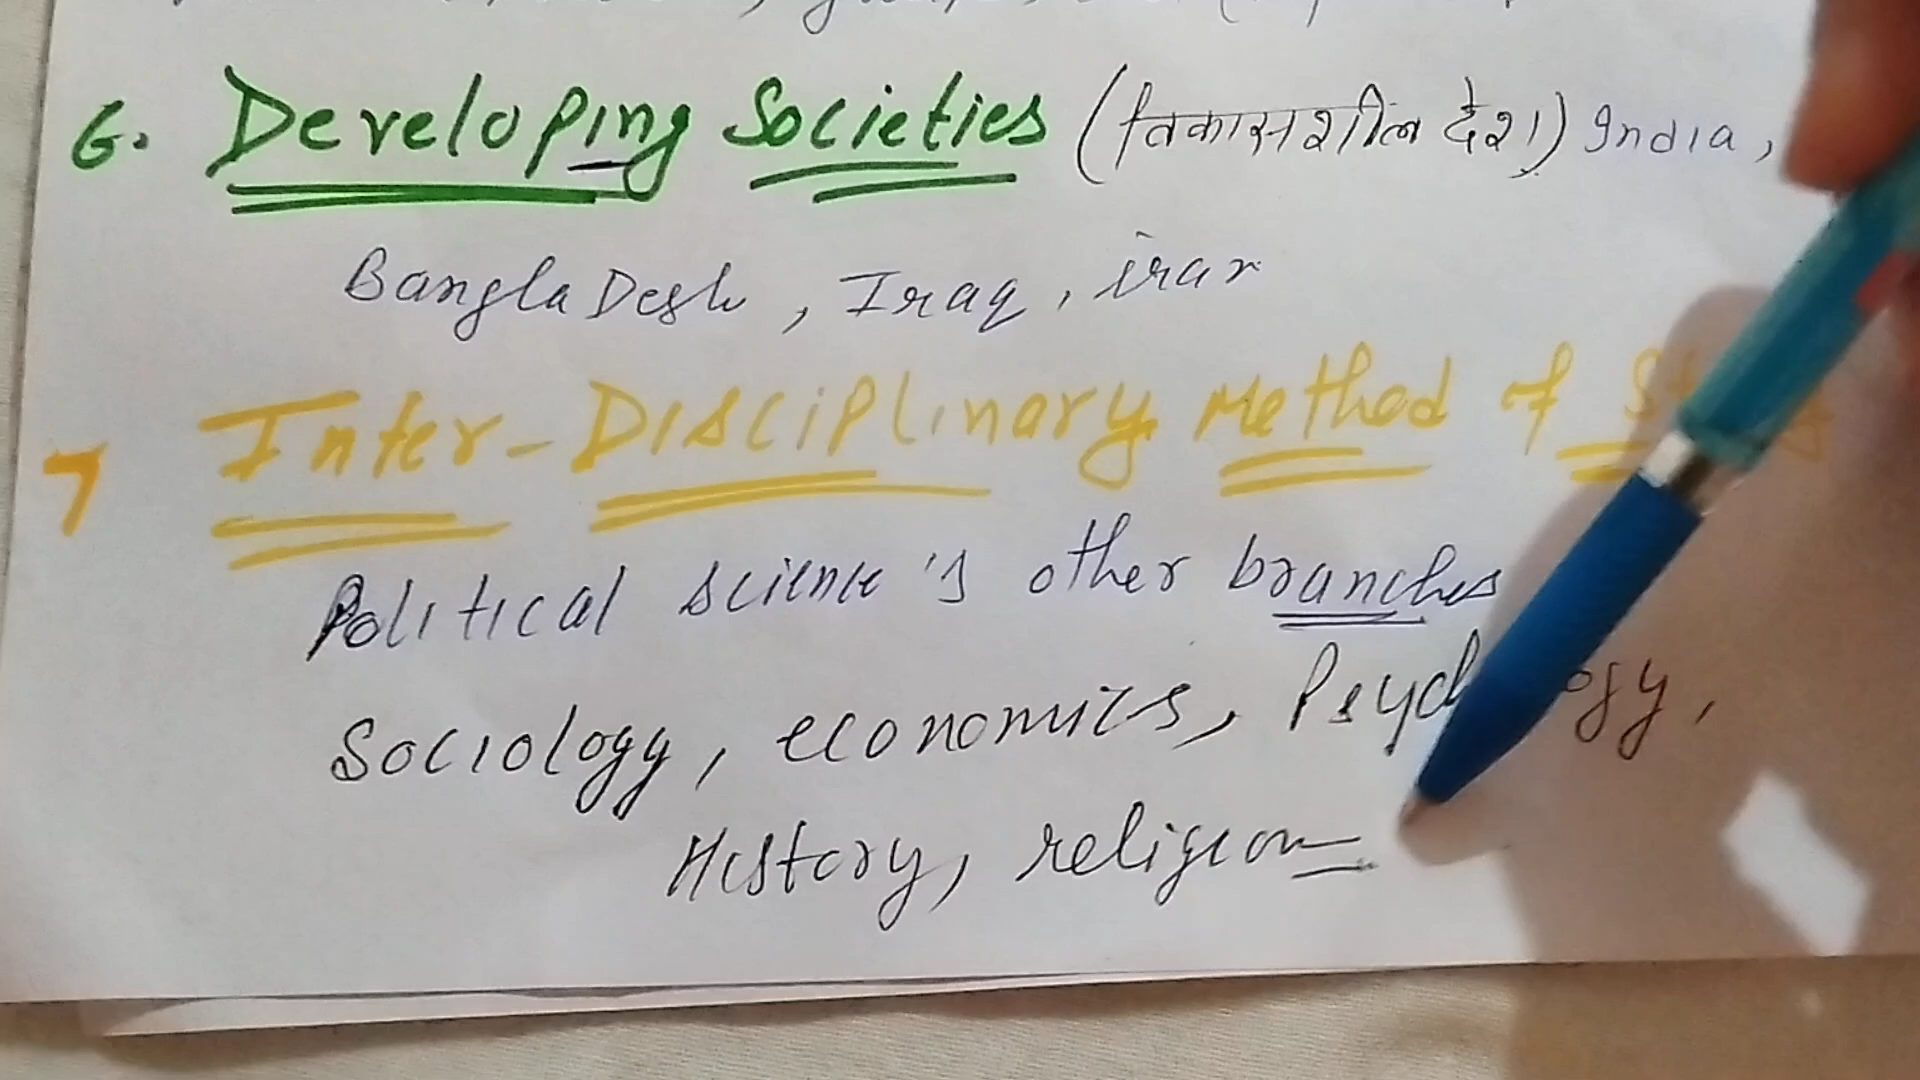 6. Developing Societies (विकासशील देश) India,
BanglaDesh, Iraq, iran
7 Inter-Disciplinary Method of
Political science's other branches
Sociology, economics,
History, religion